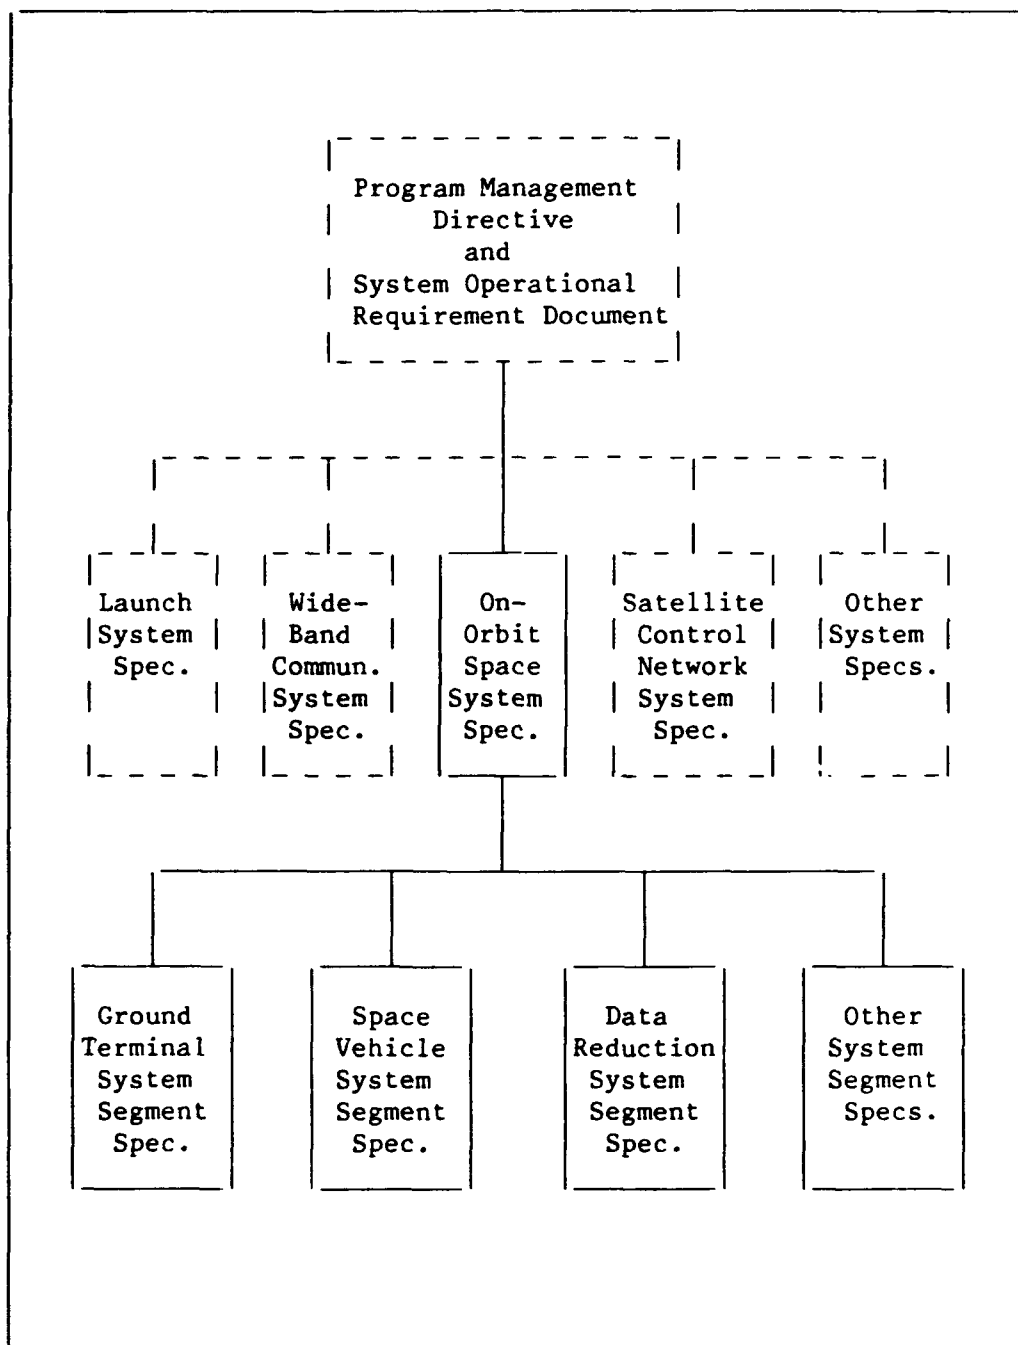 Program Management
Directive
and
System Operational
Requirement Document
Launch
System
Spec.
Wide-
Band
Commun.
System
Spec.
On-
Orbit
Space
System
Spec.
Satellite
Control
Network
System
Spec.
Other
System
Specs.
Ground
Terminal
System
Segment
Spec.
Space
Vehicle
System
Segment
Spec.
Data
Reduction
System
Segment
Spec.
Other
System
Segment
Specs.